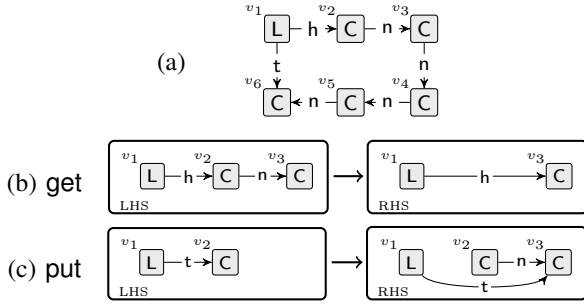 v1 v2 v3
L h C n C
(a) t n
v6 v5 v4
C n C n C
(b) get v1 L h v2 C n v3 C LHS v1 L h v3 C RHS
(c) put v1 L t v2 C LHS v1 L v2 C n v3 C t RHS